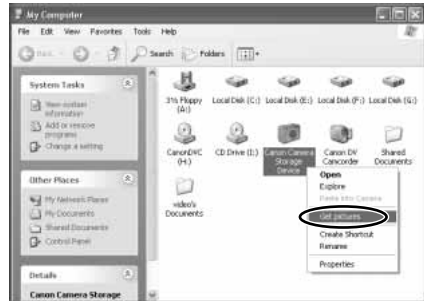 My Computer
File Edit View Favorites Tools Help
Search Folders
System Tasks
View system
information
Add or remove
programs
Change a setting
Other Places
My Network Places
My Documents
Shared Documents
Control Panel
Details
Canon Camera Storage
3½ Floppy
(A:)
Local Disk (C:)
Local Disk (E:)
Local Disk (F:)
Local Disk (G:)
CanonDVC
(H:)
CD Drive (I:)
Canon Camera
Storage
Device
Canon DV
Camcorder
Shared
Documents
video's
Documents
Open
Explore
Paste into Camera
Get pictures
Create Shortcut
Rename
Properties